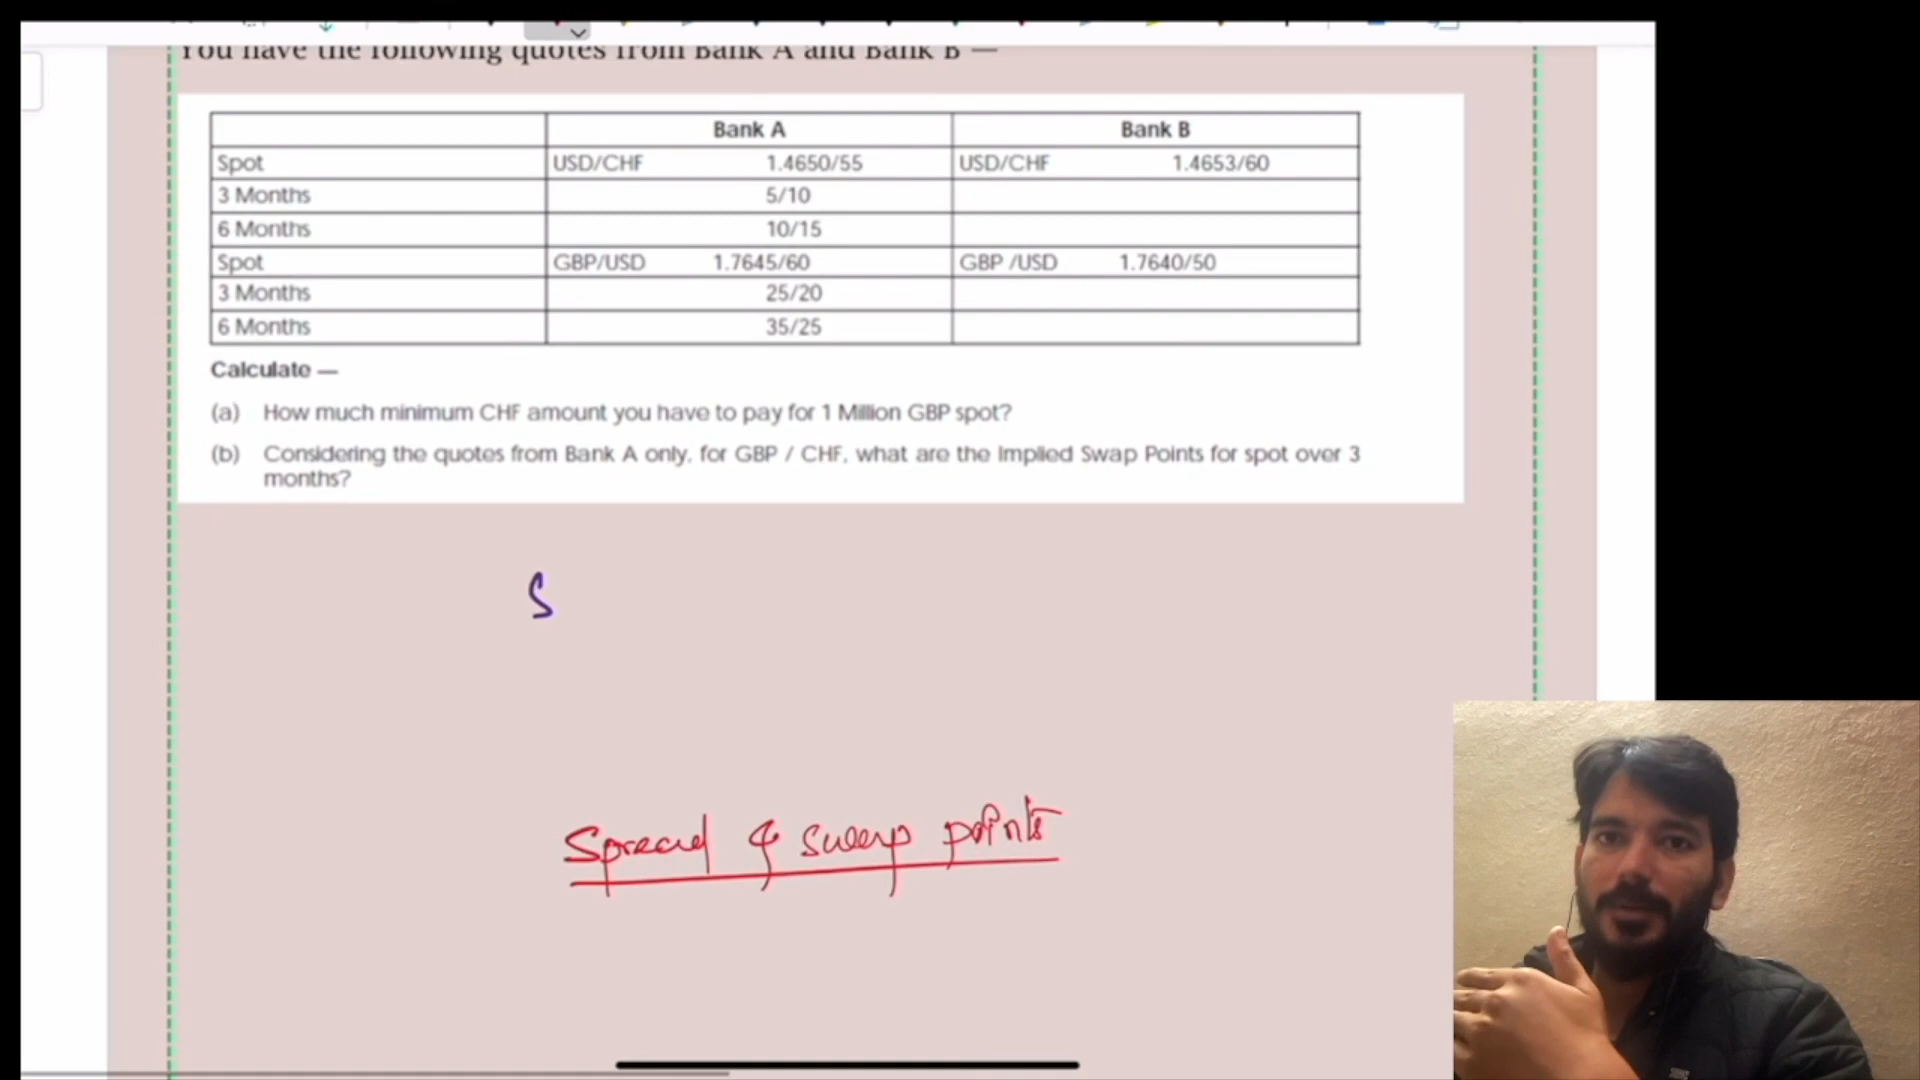 You have the following quotes from Bank A and Bank B —
Bank A Bank B
Spot USD/CHF 1.4650/55 USD/CHF 1.4653/60
3 Months 5/10
6 Months 10/15
Spot GBP/USD 1.7645/60 GBP /USD 1.7640/50
3 Months 25/20
6 Months 35/25
Calculate —
(a) How much minimum CHF amount you have to pay for 1 Million GBP spot?
(b) Considering the quotes from Bank A only, for GBP / CHF, what are the Implied Swap Points for spot over 3
months?
S
Spread & swap points